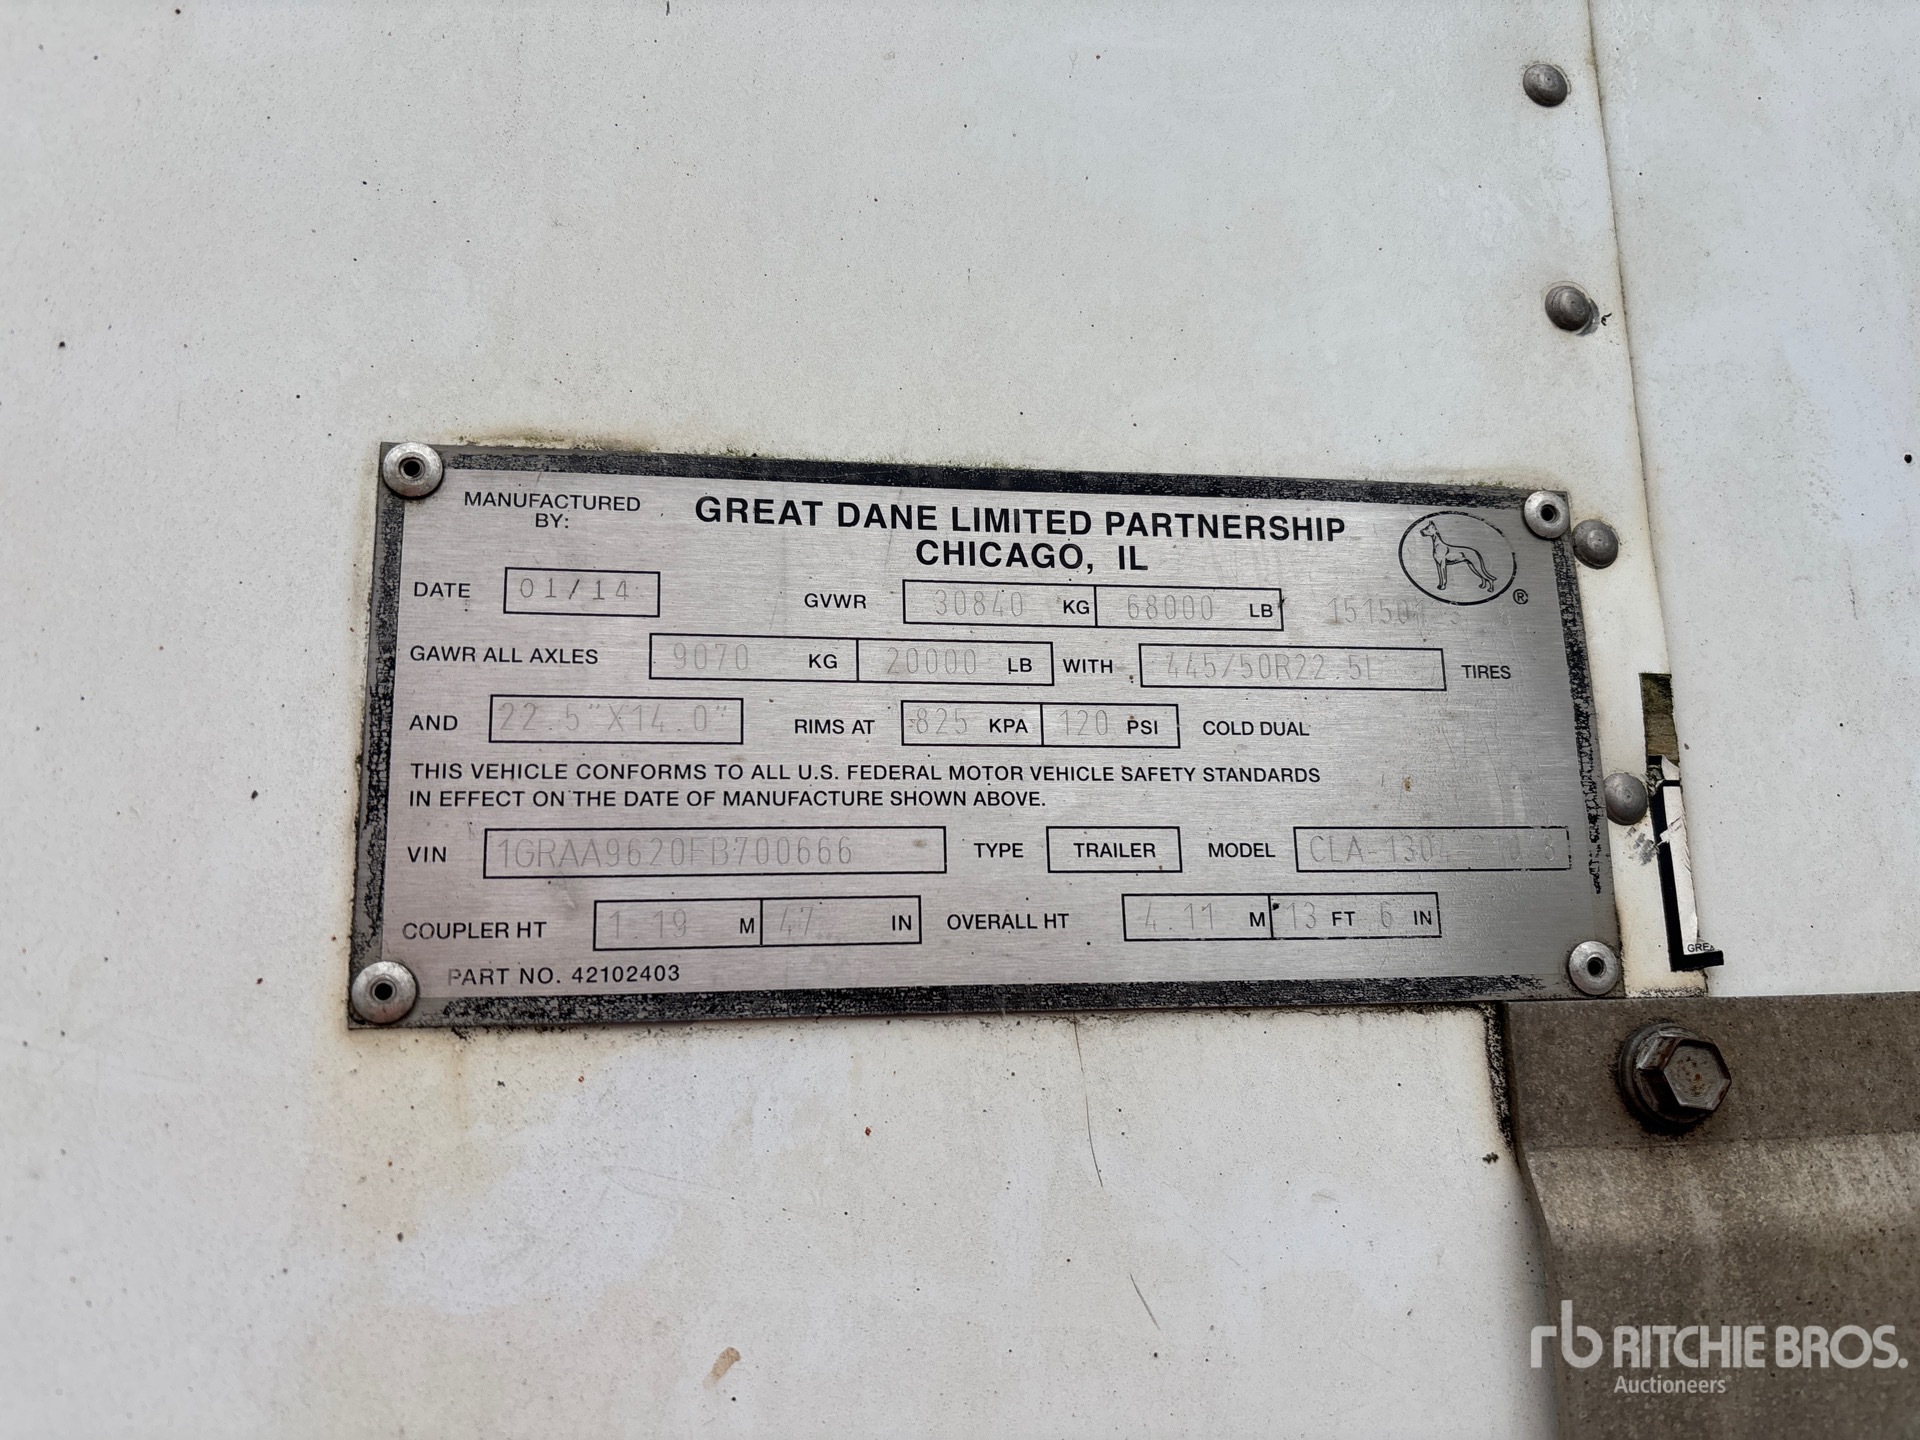 MANUFACTURED BY:
GREAT DANE LIMITED PARTNERSHIP
CHICAGO, IL
®
DATE 01/14 GVWR 30840 KG 68000 LB
GAWR ALL AXLES 9070 KG 20000 LB WITH 445/50R22.5L TIRES
AND 22.5"X14.0" RIMS AT 825 KPA 120 PSI COLD DUAL
THIS VEHICLE CONFORMS TO ALL U.S. FEDERAL MOTOR VEHICLE SAFETY STANDARDS
IN EFFECT ON THE DATE OF MANUFACTURE SHOWN ABOVE.
VIN 1GRAA9620FB700666 TYPE TRAILER MODEL
COUPLER HT 1.19 M 47 IN OVERALL HT 4.11 M 13 FT 6 IN
PART NO. 42102403
rb RITCHIE BROS.
Auctioneers